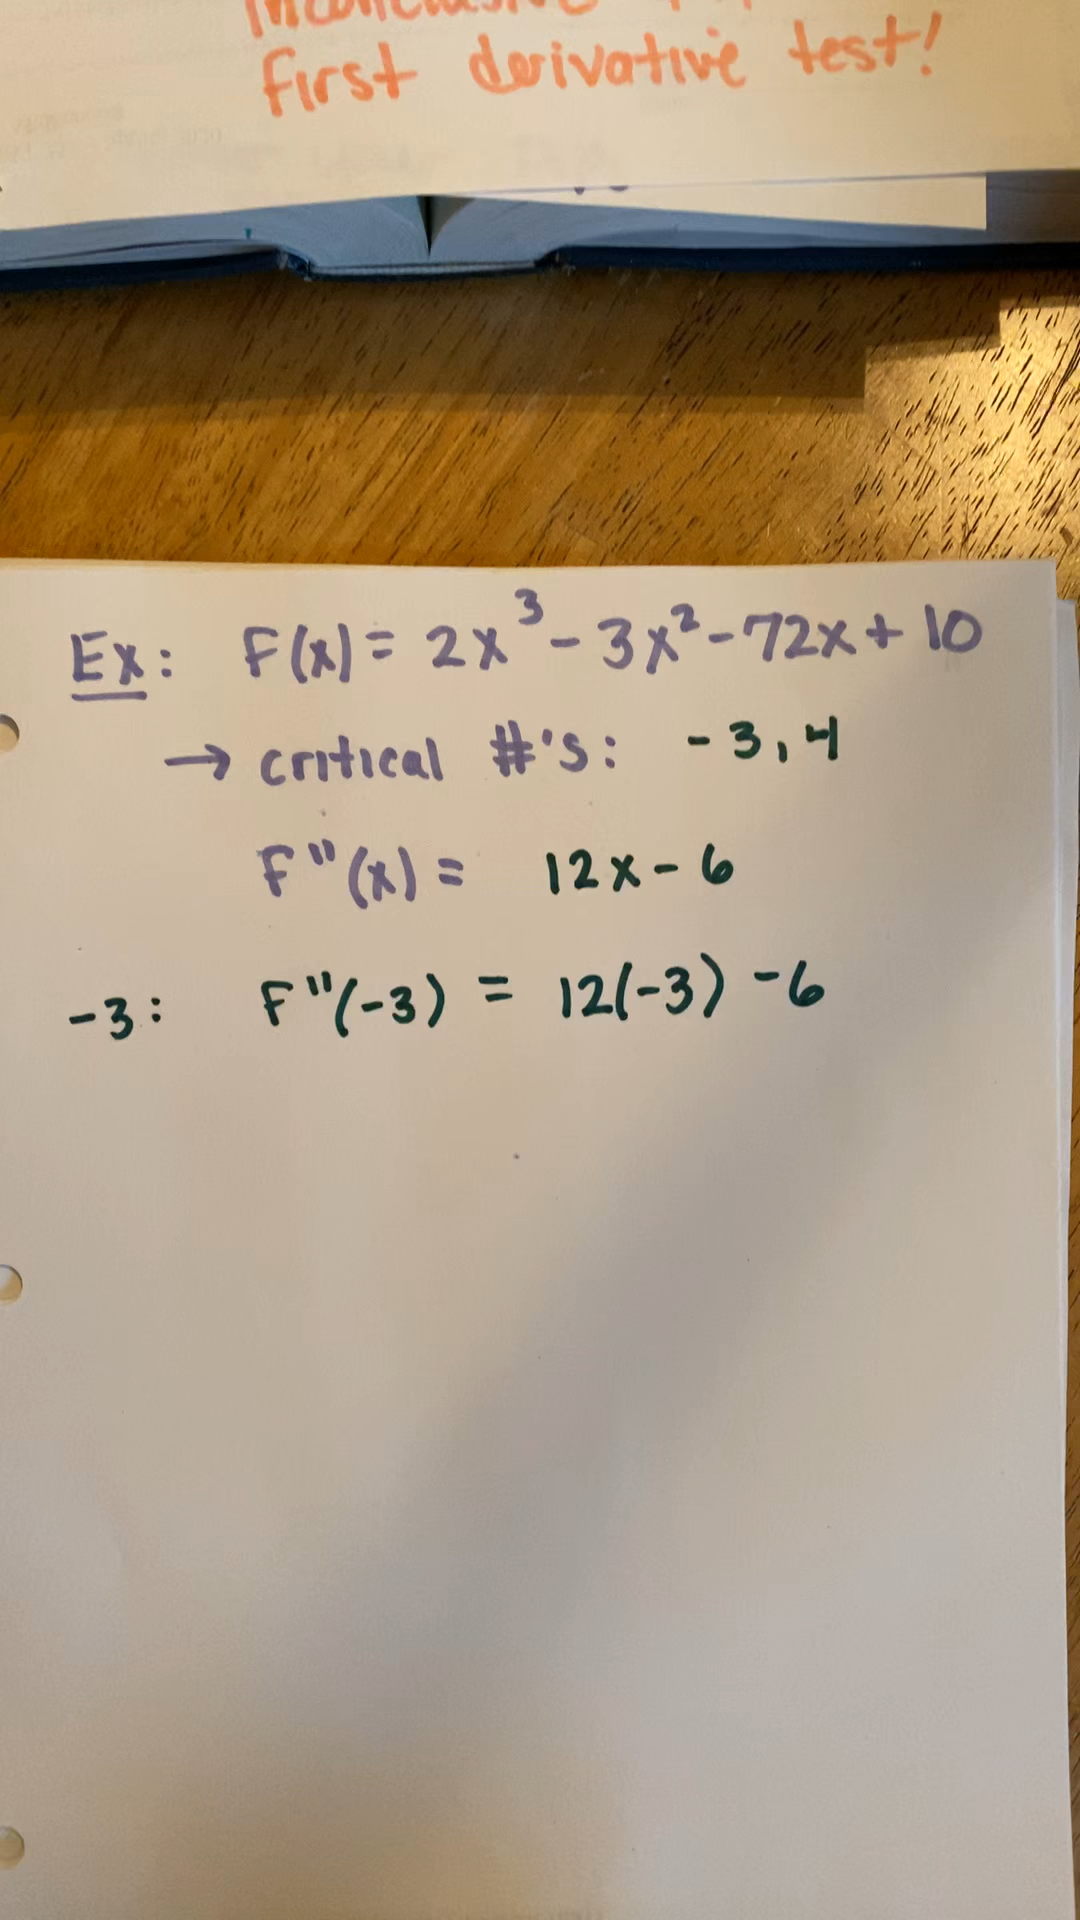 first derivative test!
Ex: F(x) = 2x³ - 3x² - 72x + 10
→ critical #'s: -3, 4
F"(x) = 12x - 6
-3: F"(-3) = 12(-3) - 6